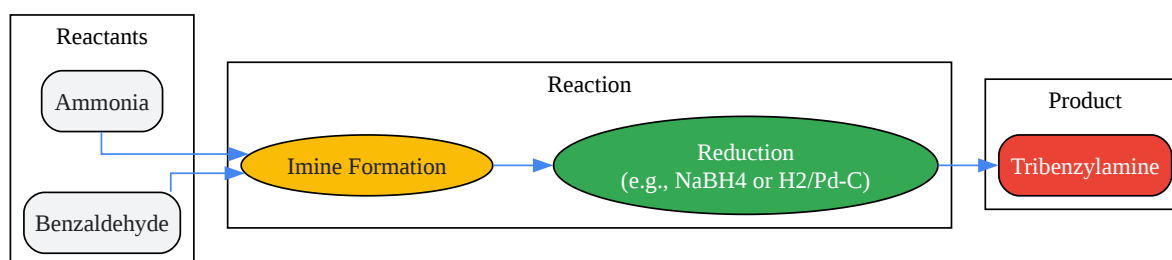 Reactants
Ammonia
Benzaldehyde
Reaction
Imine Formation
Reduction
(e.g., NaBH4 or H2/Pd-C)
Product
Tribenzylamine